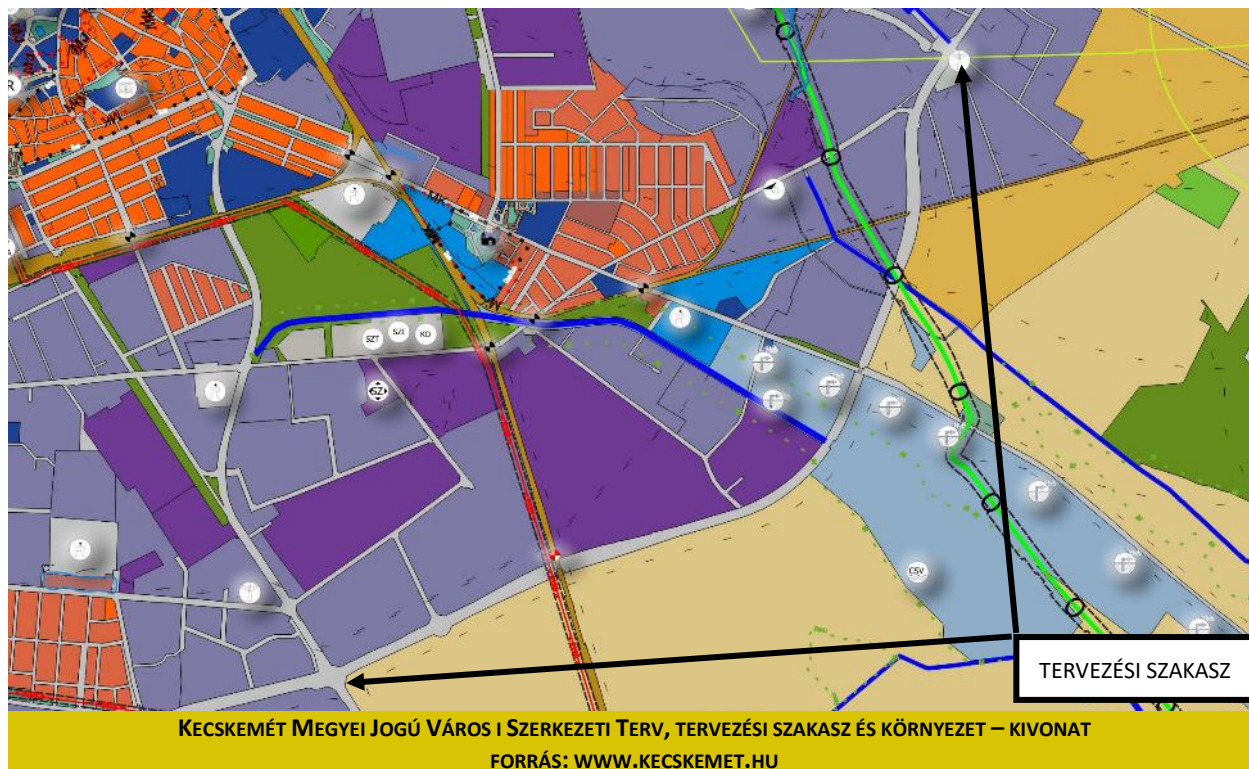 R
MK
SZT
SZI
KO
SZ
CSV
TERVEZÉSI SZAKASZ
KECSKEMÉT MEGYEI JOGÚ VÁROS I SZERKEZETI TERV, TERVEZÉSI SZAKASZ ÉS KÖRNYEZET – KIVONAT
FORRÁS: WWW.KECSKEMET.HU